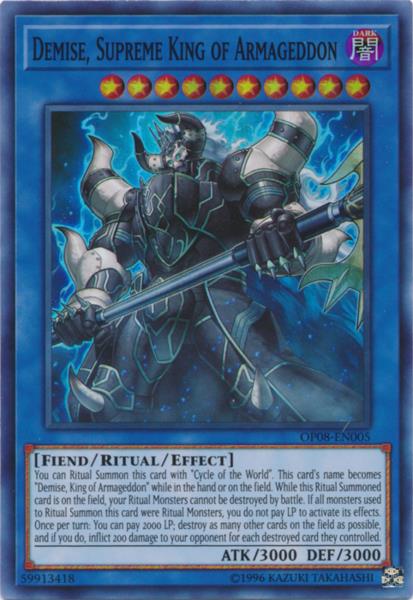 DEMISE, SUPREME KING OF ARMAGEDDON
DARK
闇
OP08-EN005
[FIEND/RITUAL/EFFECT]
You can Ritual Summon this card with "Cycle of the World". This card's name becomes
"Demise, King of Armageddon" while in the hand or on the field. While this Ritual Summoned
card is on the field, your Ritual Monsters cannot be destroyed by battle. If all monsters used
to Ritual Summon this card were Ritual Monsters, you do not pay LP to activate its effects.
Once per turn: You can pay 2000 LP; destroy as many other cards on the field as possible,
and if you do, inflict 200 damage to your opponent for each destroyed card they controlled.
ATK/3000 DEF/3000
59913418
©1996 KAZUKI TAKAHASHI